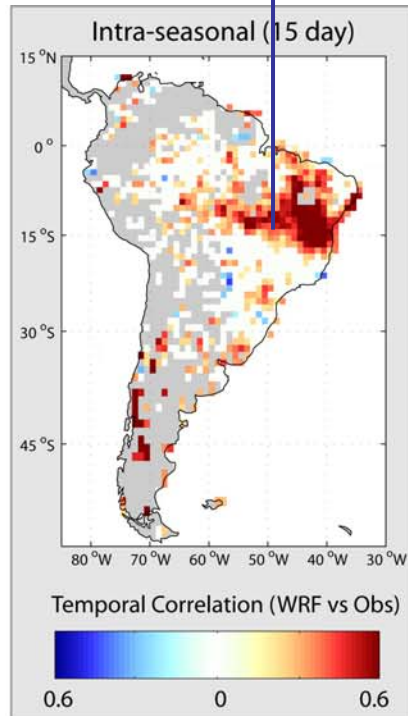 Intra-seasonal (15 day)
15 °N
0 °
15 °S
30 °S
45 °S
80 °W 70 °W 60 °W 50 °W 40 °W 30 °W
Temporal Correlation (WRF vs Obs)
0.6 0 0.6